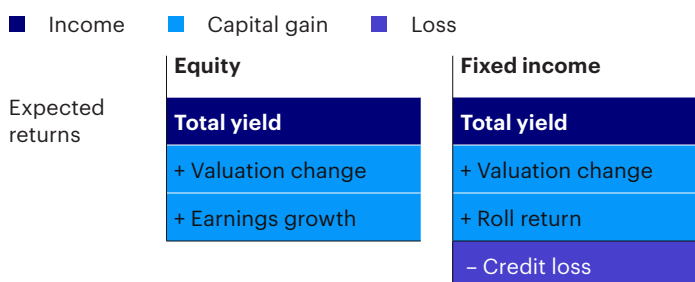 Income Capital gain Loss
Equity Fixed income
Expected
returns
Total yield Total yield
+ Valuation change + Valuation change
+ Earnings growth + Roll return
– Credit loss